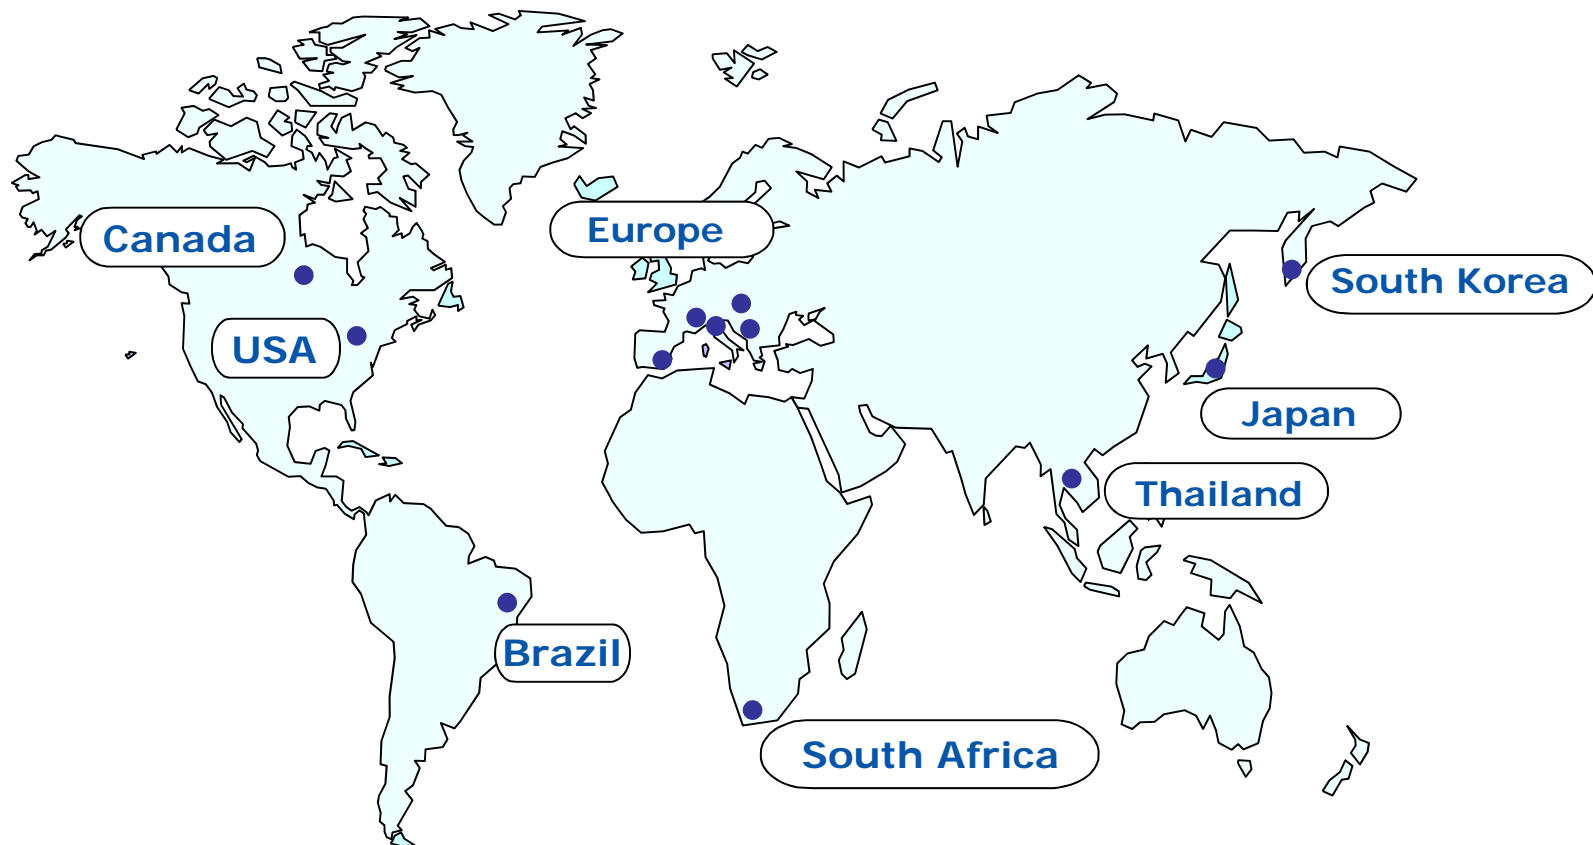 Canada
Europe
South Korea
USA
Japan
Thailand
Brazil
South Africa